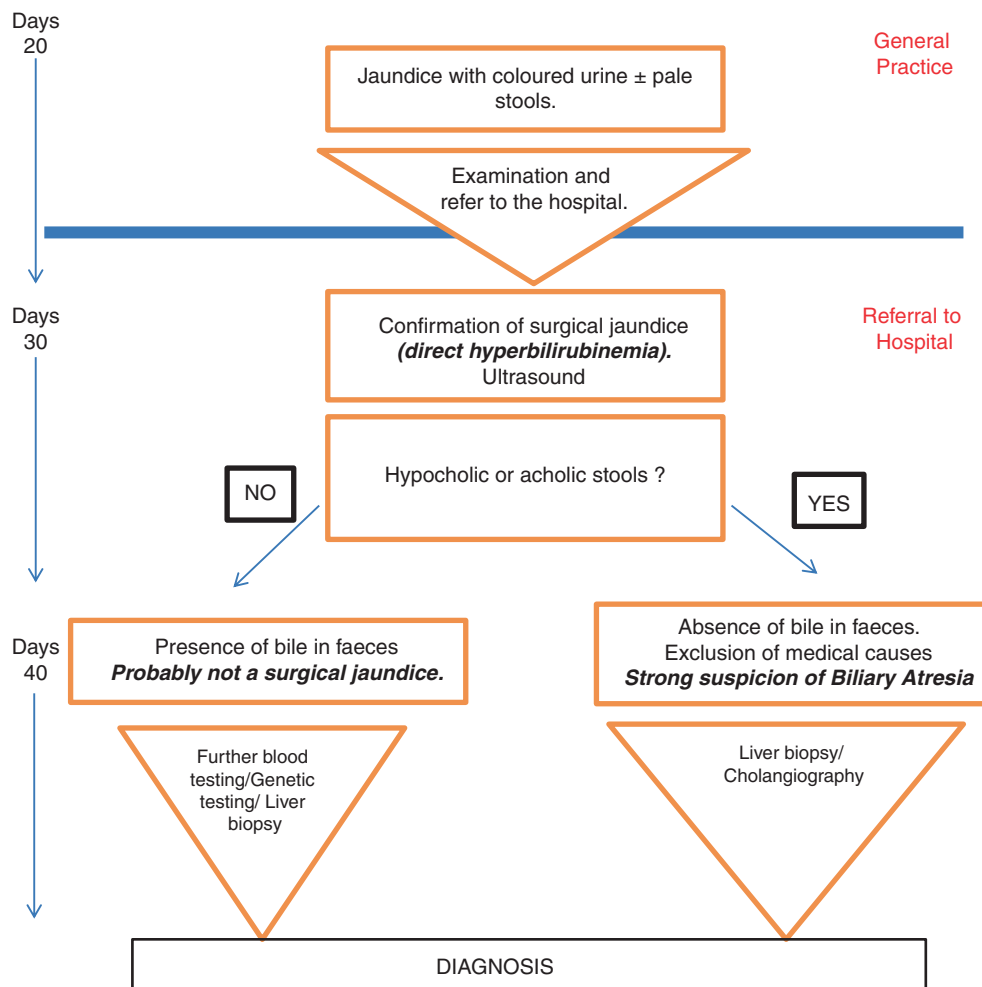 Days
20
General
Practice
Jaundice with coloured urine ± pale
stools.
Examination and
refer to the hospital.
Days
30
Referral to
Hospital
Confirmation of surgical jaundice
(direct hyperbilirubinemia).
Ultrasound
Hypocholic or acholic stools ?
NO
YES
Days
40
Presence of bile in faeces
Probably not a surgical jaundice.
Absence of bile in faeces.
Exclusion of medical causes
Strong suspicion of Biliary Atresia
Further blood
testing/Genetic
testing/ Liver
biopsy
Liver biopsy/
Cholangiography
DIAGNOSIS